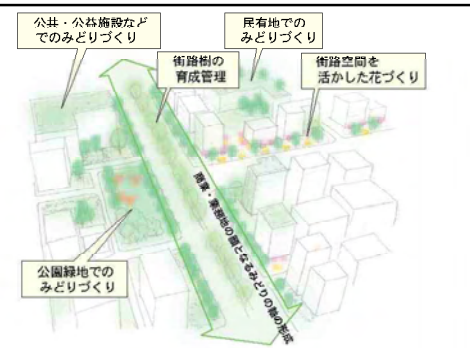 公共・公益施設など
でのみどりづくり
民有地での
みどりづくり
街路樹の
育成管理
街路空間を
活かした花づくり
商業・業務地の顔となるみどりの軸の形成
公園緑地での
みどりづくり